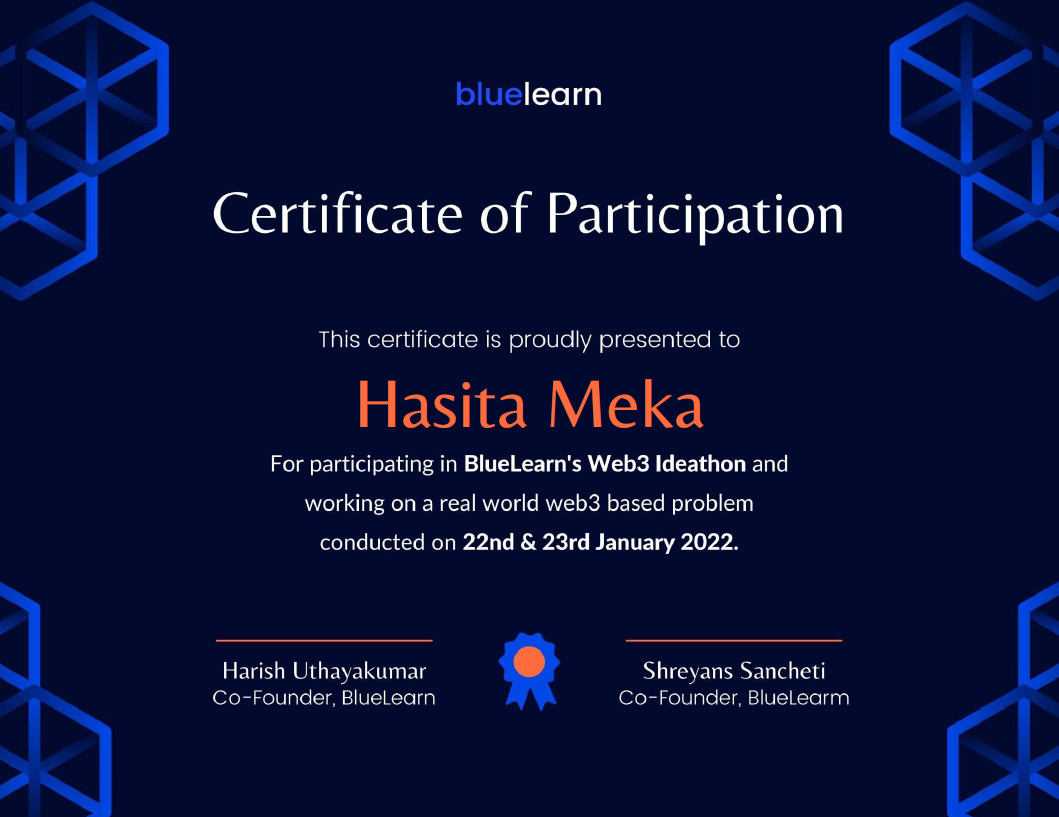 bluelearn
Certificate of Participation
This certificate is proudly presented to
Hasita Meka
For participating in BlueLearn's Web3 Ideathon and
working on a real world web3 based problem
conducted on 22nd & 23rd January 2022.
Harish Uthayakumar
Co-Founder, BlueLearn
Shreyans Sancheti
Co-Founder, BlueLearm